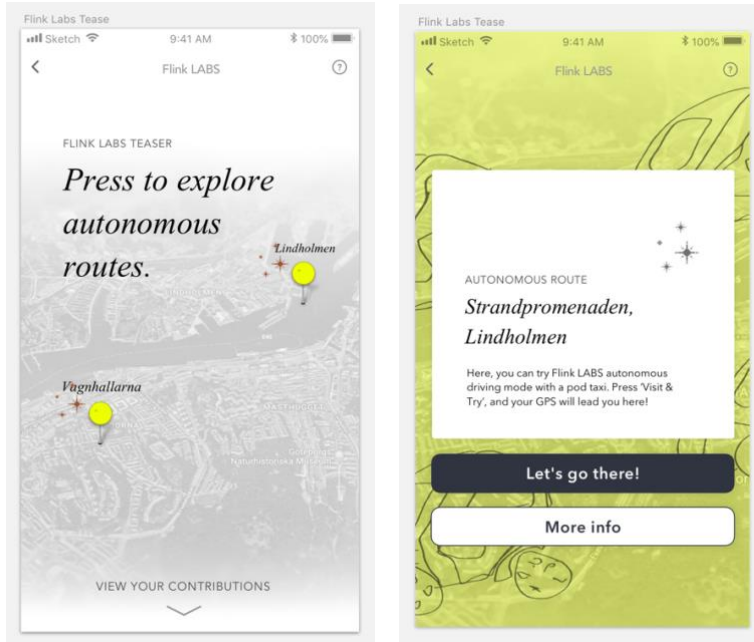 Flink Labs Tease
Sketch 9:41 AM 100%
Flink LABS ?
FLINK LABS TEASER
Press to explore
autonomous
routes.
Lindholmen
Vagnhallarna
Naturhistoriska
VIEW YOUR CONTRIBUTIONS
Flink Labs Tease
Sketch 9:41 AM 100%
Flink LABS ?
AUTONOMOUS ROUTE
Strandpromenaden,
Lindholmen
Here, you can try Flink LABS autonomous
driving mode with a pod taxi. Press 'Visit &
Try', and your GPS will lead you here!
Let's go there!
More info